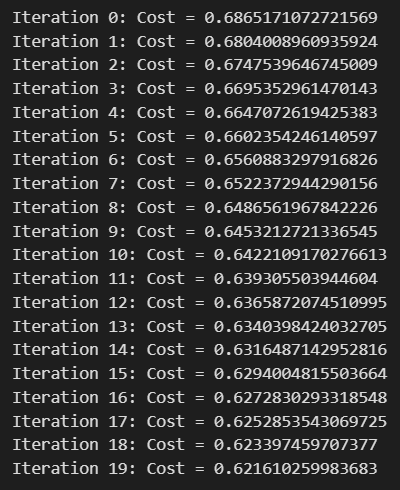 Iteration 0: Cost = 0.6865171072721569
Iteration 1: Cost = 0.6804008960935924
Iteration 2: Cost = 0.6747539646745009
Iteration 3: Cost = 0.6695352961470143
Iteration 4: Cost = 0.6647072619425383
Iteration 5: Cost = 0.6602354246140597
Iteration 6: Cost = 0.6560883297916826
Iteration 7: Cost = 0.6522372944290156
Iteration 8: Cost = 0.6486561967842226
Iteration 9: Cost = 0.6453212721336545
Iteration 10: Cost = 0.6422109170276613
Iteration 11: Cost = 0.639305503944604
Iteration 12: Cost = 0.6365872074510995
Iteration 13: Cost = 0.6340398424032705
Iteration 14: Cost = 0.6316487142952816
Iteration 15: Cost = 0.6294004815503664
Iteration 16: Cost = 0.6272830293318548
Iteration 17: Cost = 0.6252853543069725
Iteration 18: Cost = 0.623397459707377
Iteration 19: Cost = 0.621610259983683